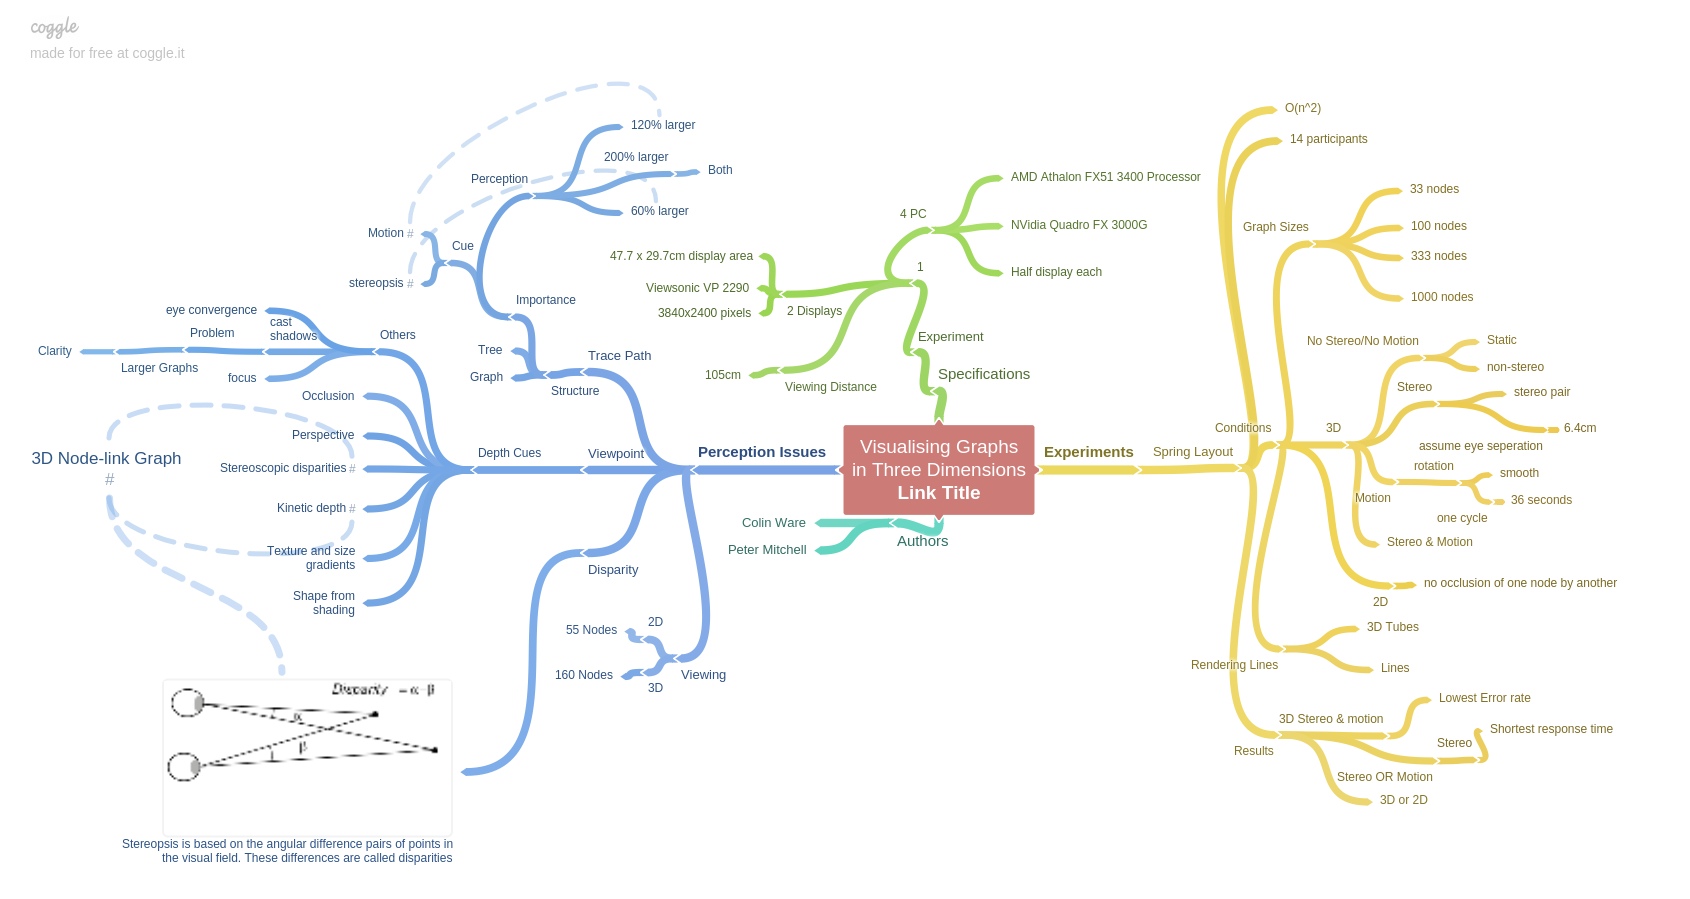 coggle
made for free at coggle.it
Visualising Graphs
in Three Dimensions
Link Title
Perception Issues
Trace Path
Importance
Cue
Perception
120% larger
200% larger
Both
60% larger
Motion #
stereopsis #
Structure
Tree
Graph
Viewpoint
Depth Cues
Others
eye convergence
cast
shadows
Problem
Larger Graphs
Clarity
focus
Occlusion
Perspective
Stereoscopic disparities #
Kinetic depth #
Texture and size
gradients
Shape from
shading
3D Node-link Graph
#
Disparity
Disparity = α-β
α
β
Stereopsis is based on the angular difference pairs of points in
the visual field. These differences are called disparities
Viewing
2D
55 Nodes
3D
160 Nodes
Specifications
Experiment
1
4 PC
AMD Athalon FX51 3400 Processor
NVidia Quadro FX 3000G
Half display each
2 Displays
47.7 x 29.7cm display area
Viewsonic VP 2290
3840x2400 pixels
Viewing Distance
105cm
Authors
Colin Ware
Peter Mitchell
Experiments
Spring Layout
O(n^2)
14 participants
Conditions
Graph Sizes
33 nodes
100 nodes
333 nodes
1000 nodes
3D
No Stereo/No Motion
Static
non-stereo
Stereo
stereo pair
6.4cm
assume eye seperation
Motion
rotation
smooth
36 seconds
one cycle
Stereo & Motion
2D
no occlusion of one node by another
Rendering Lines
3D Tubes
Lines
Results
3D Stereo & motion
Lowest Error rate
Stereo
Shortest response time
Stereo OR Motion
3D or 2D